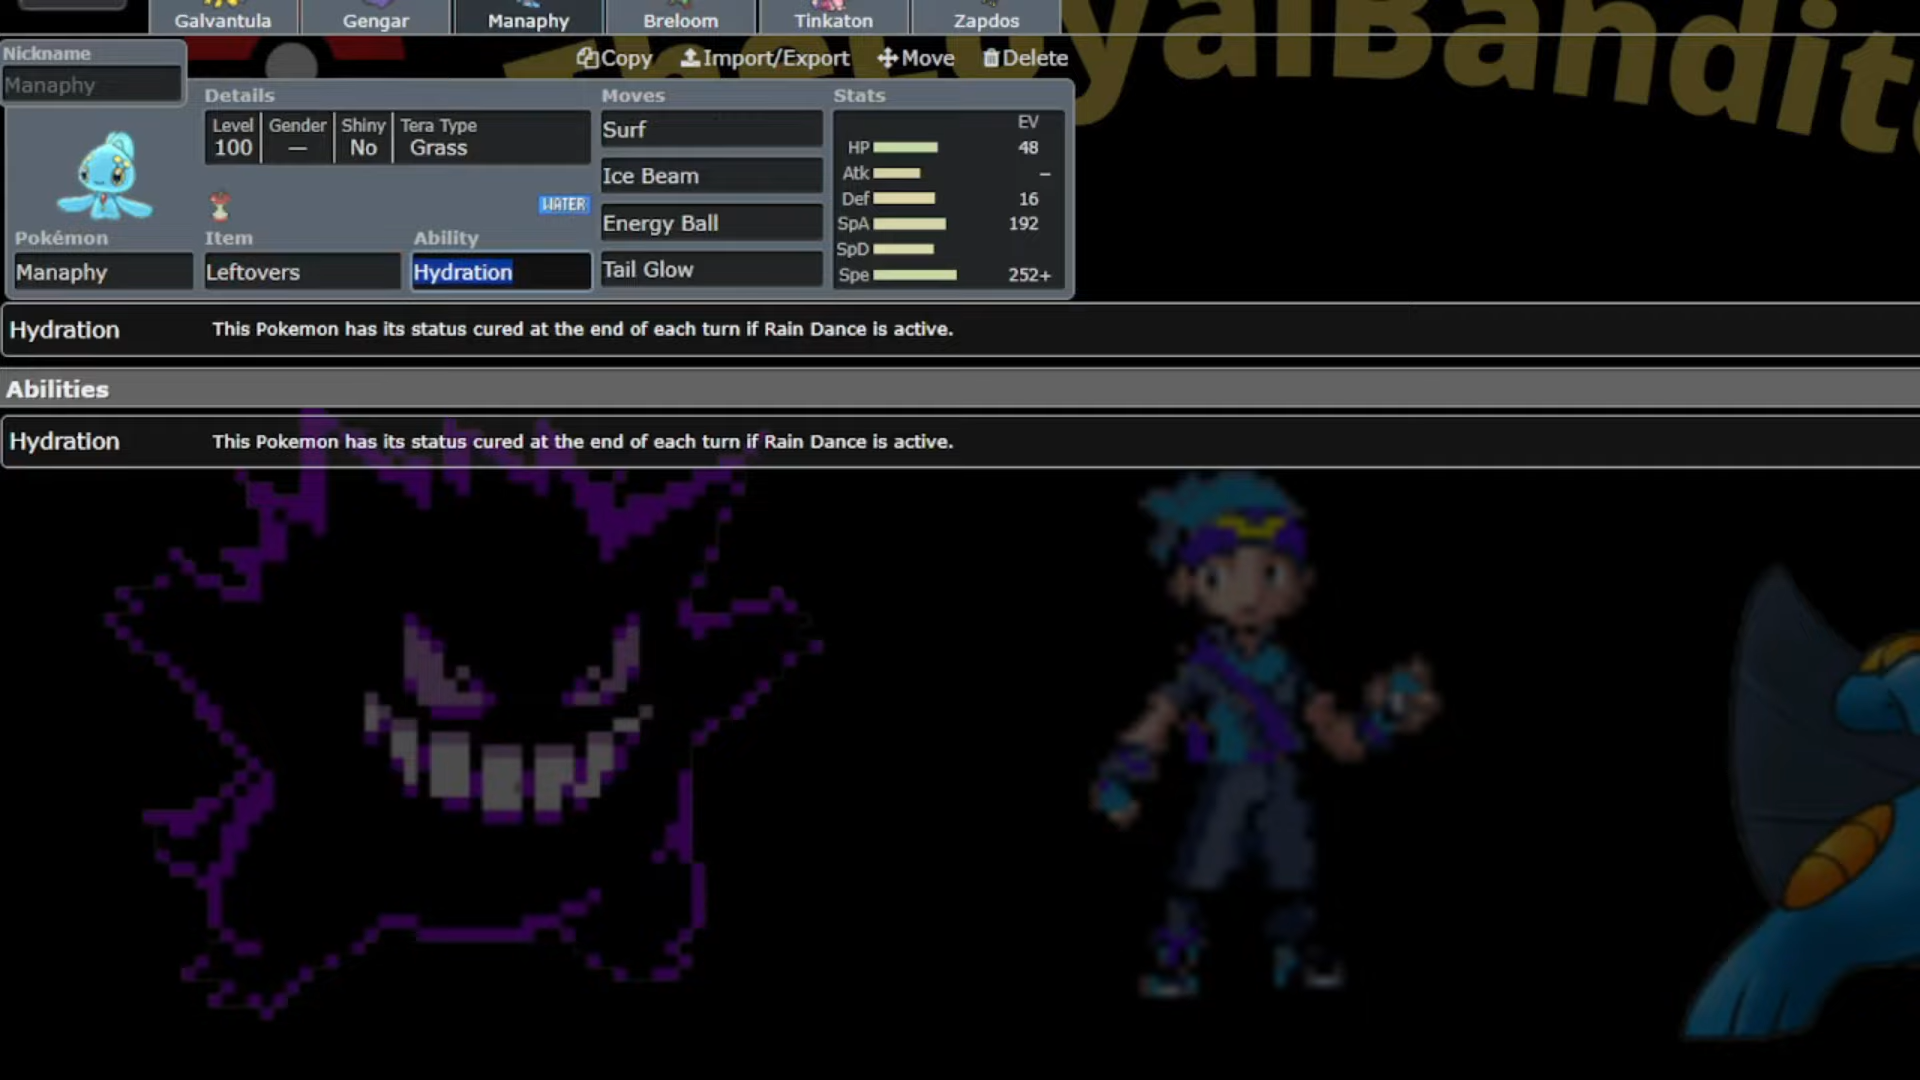 Galvantula Gengar Manaphy Breloom Tinkaton Zapdos
TheLoyalBandit
Nickname
Manaphy
Copy Import/Export Move Delete
Details
Level Gender Shiny Tera Type
100 — No Grass
WATER
Pokémon Item Ability
Manaphy Leftovers Hydration
Moves
Surf
Ice Beam
Energy Ball
Tail Glow
Stats
EV
HP 48
Atk –
Def 16
SpA 192
SpD
Spe 252+
Hydration This Pokemon has its status cured at the end of each turn if Rain Dance is active.
Abilities
Hydration This Pokemon has its status cured at the end of each turn if Rain Dance is active.